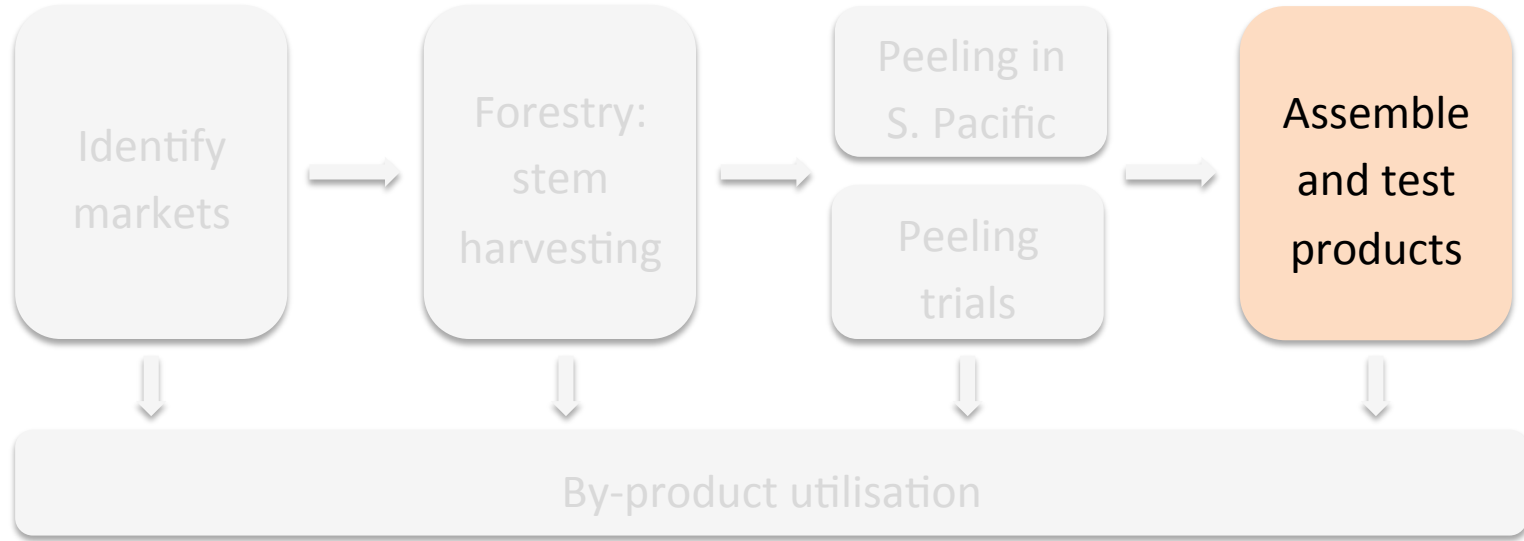 Identify
markets
Forestry:
stem
harvesting
Peeling in
S. Pacific
Peeling
trials
Assemble
and test
products
By-product utilisation